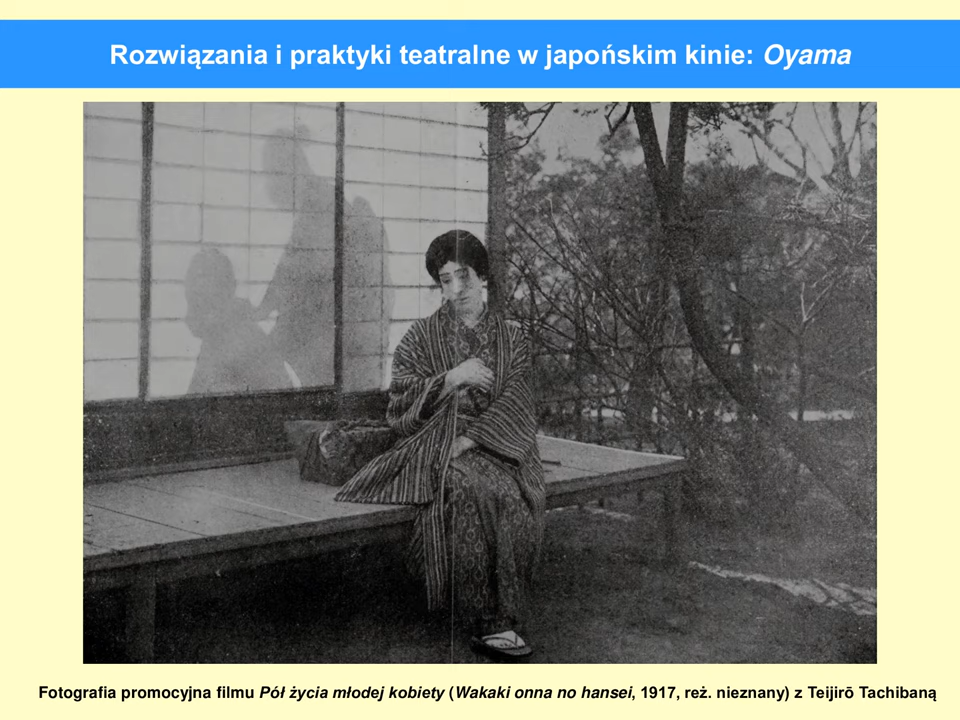 Rozwiązania i praktyki teatralne w japońskim kinie: Oyama
Fotografia promocyjna filmu Pół życia młodej kobiety (Wakaki onna no hansei, 1917, reż. nieznany) z Teijirō Tachibaną